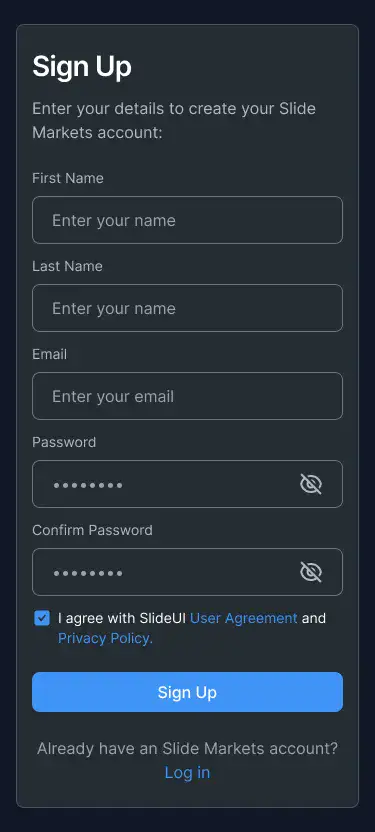 Sign Up
Enter your details to create your Slide
Markets account:
First Name
Enter your name
Last Name
Enter your name
Email
Enter your email
Password
••••••••
Confirm Password
••••••••
I agree with SlideUI User Agreement and
Privacy Policy.
Sign Up
Already have an Slide Markets account?
Log in